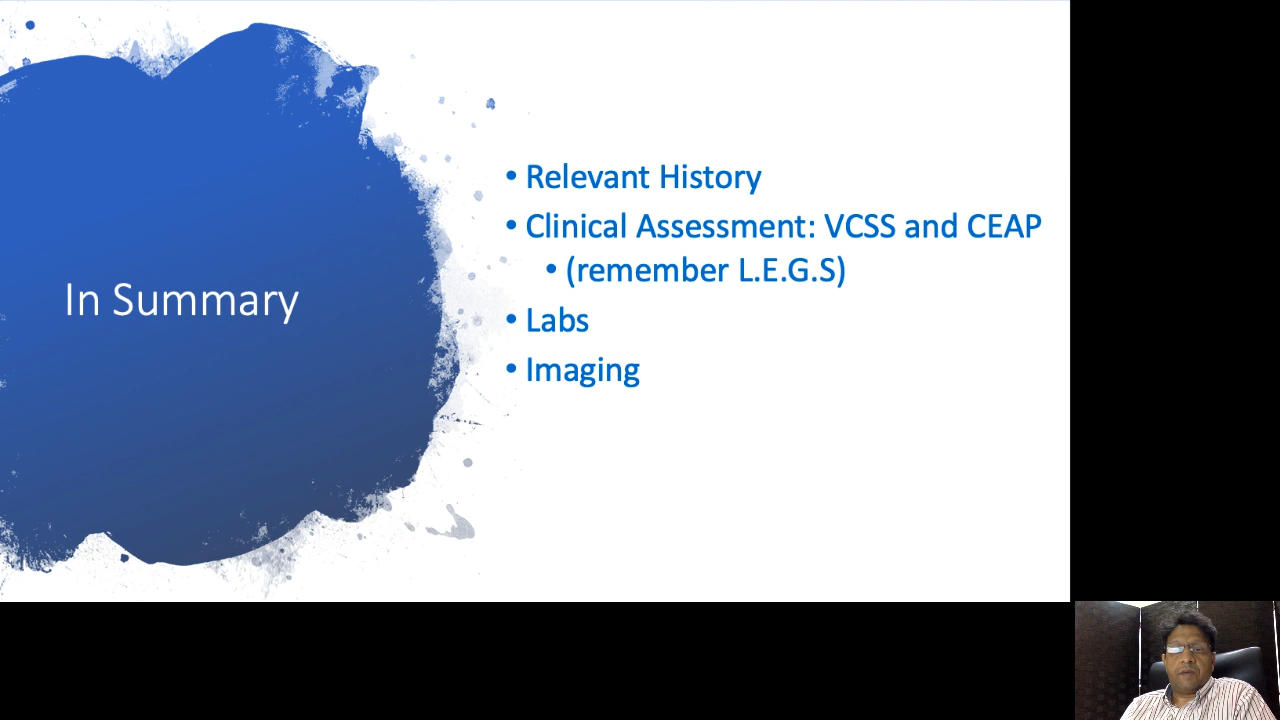 In Summary
• Relevant History
• Clinical Assessment: VCSS and CEAP
• (remember L.E.G.S)
• Labs
• Imaging